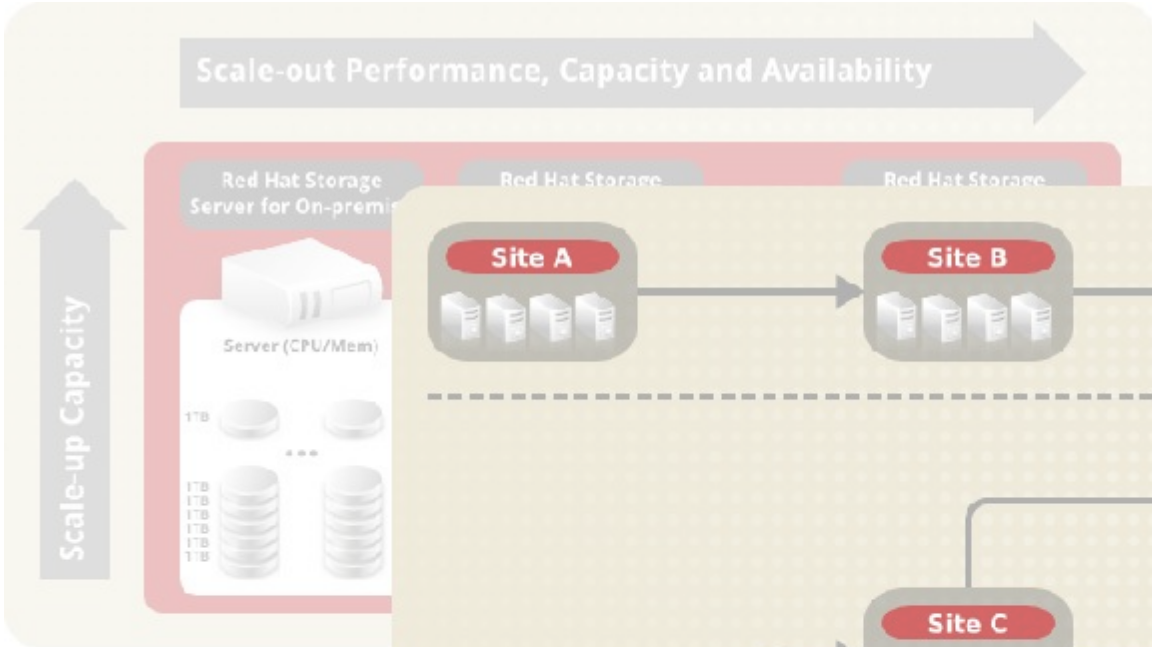 Scale-out Performance, Capacity and Availability
Scale-up Capacity
Red Hat Storage
Server for On-premis
Red Hat Storage
Red Hat Storage
Server (CPU/Mem)
1TB
1TB
1TB
1TB
1TB
1TB
1TB
Site A
Site B
Site C